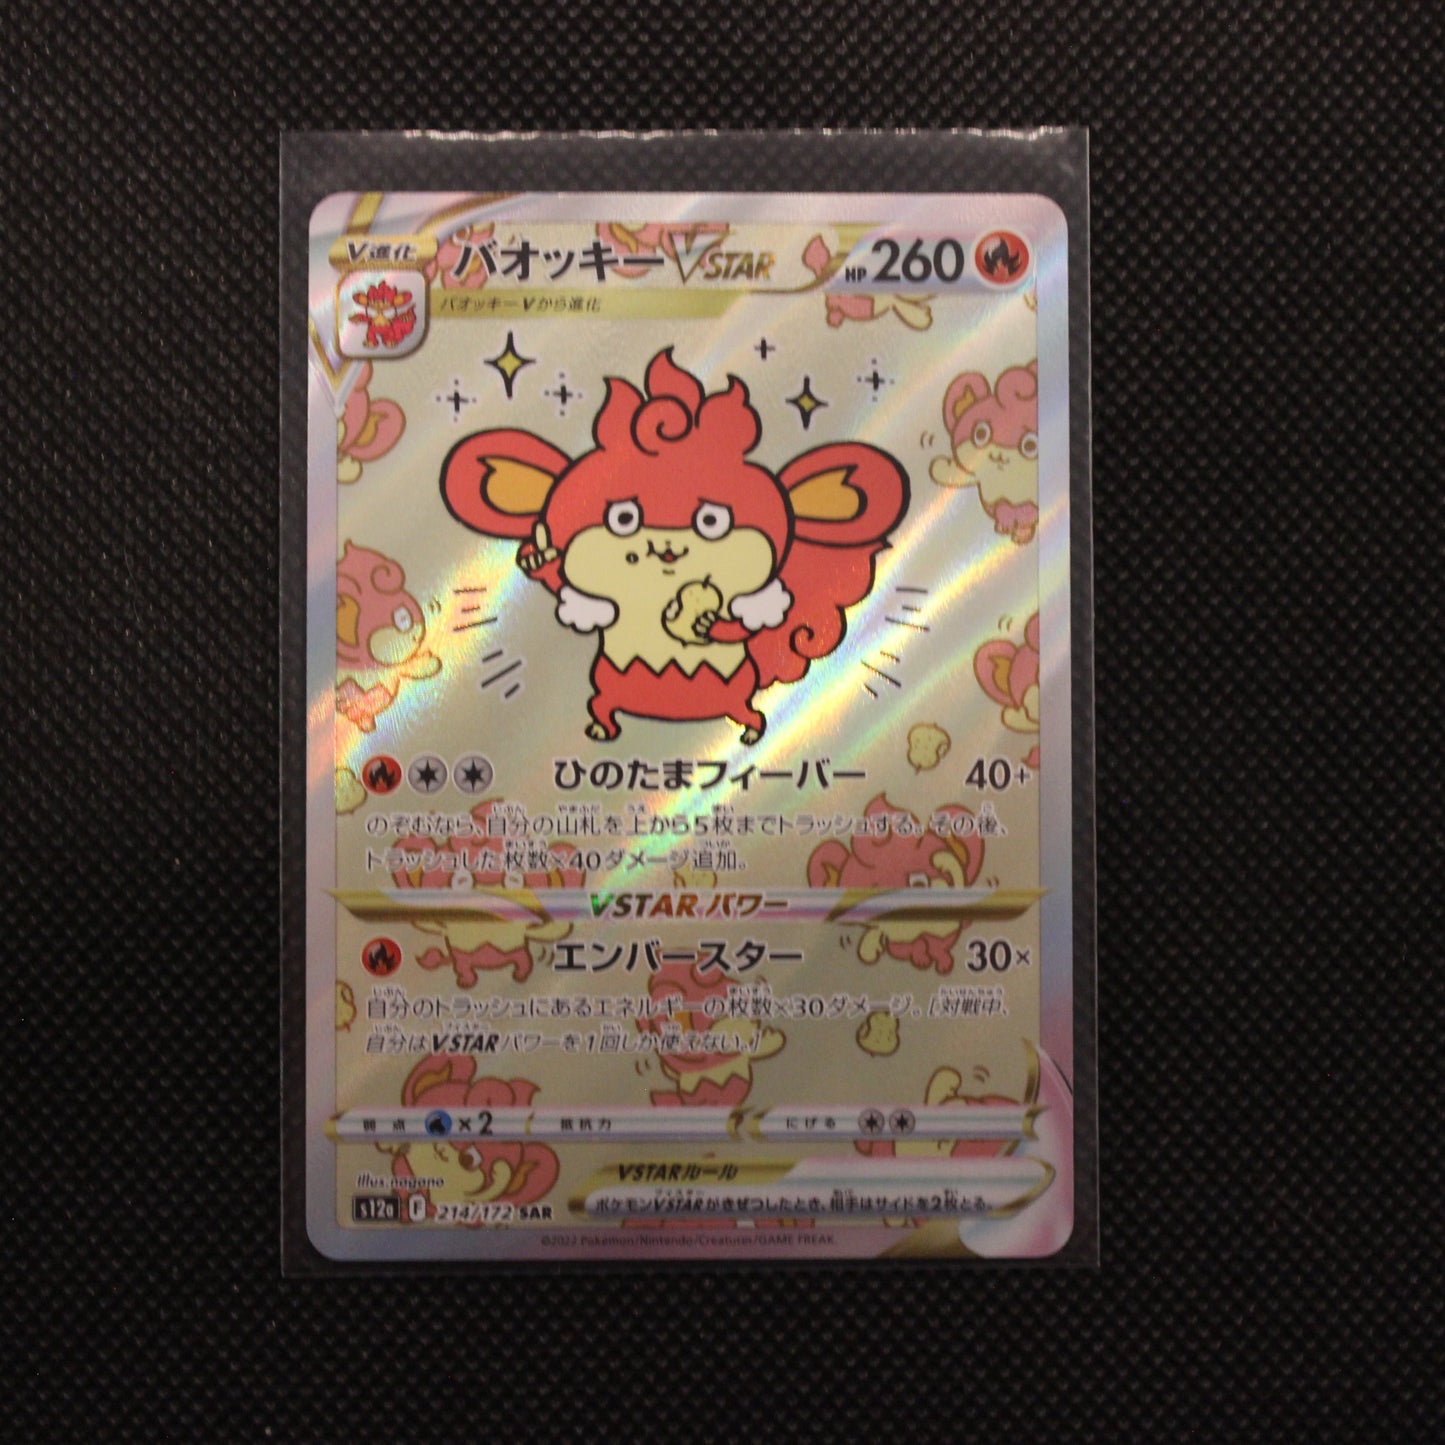 V進化 バオッキーVSTAR HP260
バオッキーVから進化
ひのたまフィーバー 40+
のぞむなら、自分の山札を上から5枚までトラッシュする。その後、
トラッシュした枚数×40ダメージ追加。
VSTARパワー
エンバースター 30×
自分のトラッシュにあるエネルギーの枚数×30ダメージ。[対戦中、
自分はVSTARパワーを1回しか使えない。]
弱点 ×2 抵抗力 にげる
VSTARルール
illus.nagano
ポケモンVSTARがきぜつしたとき、相手はサイドを2枚とる。
s12a F 214/172 SAR
©2022 Pokémon/Nintendo/Creatures/GAME FREAK.